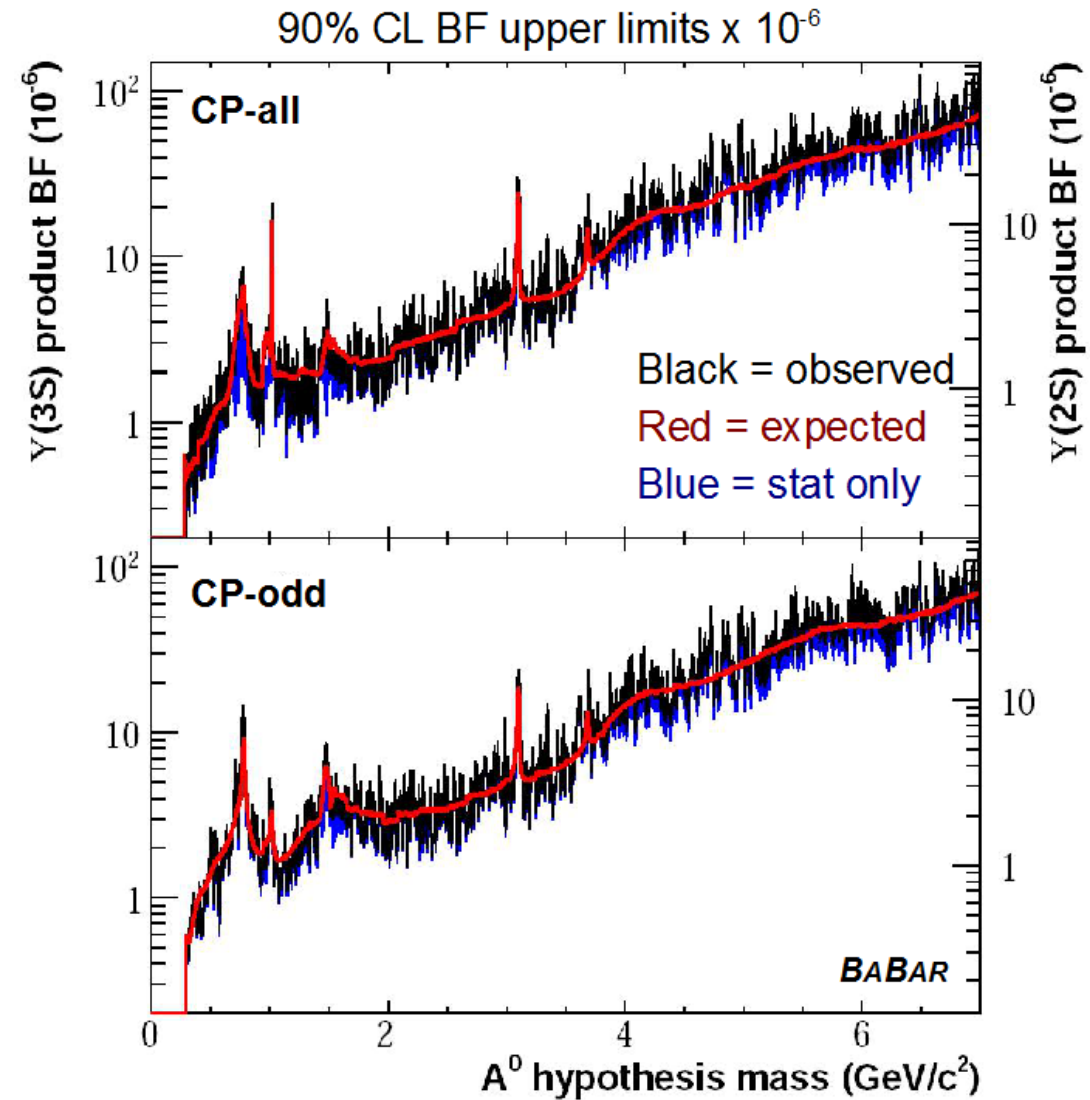 90% CL BF upper limits x 10⁻⁶
Υ(3S) product BF (10⁻⁶)
Υ(2S) product BF (10⁻⁶)
CP-all
10²
10
1
10
1
Black = observed
Red = expected
Blue = stat only
CP-odd
10²
10
1
10
1
BABAR
0 2 4 6
A⁰ hypothesis mass (GeV/c²)